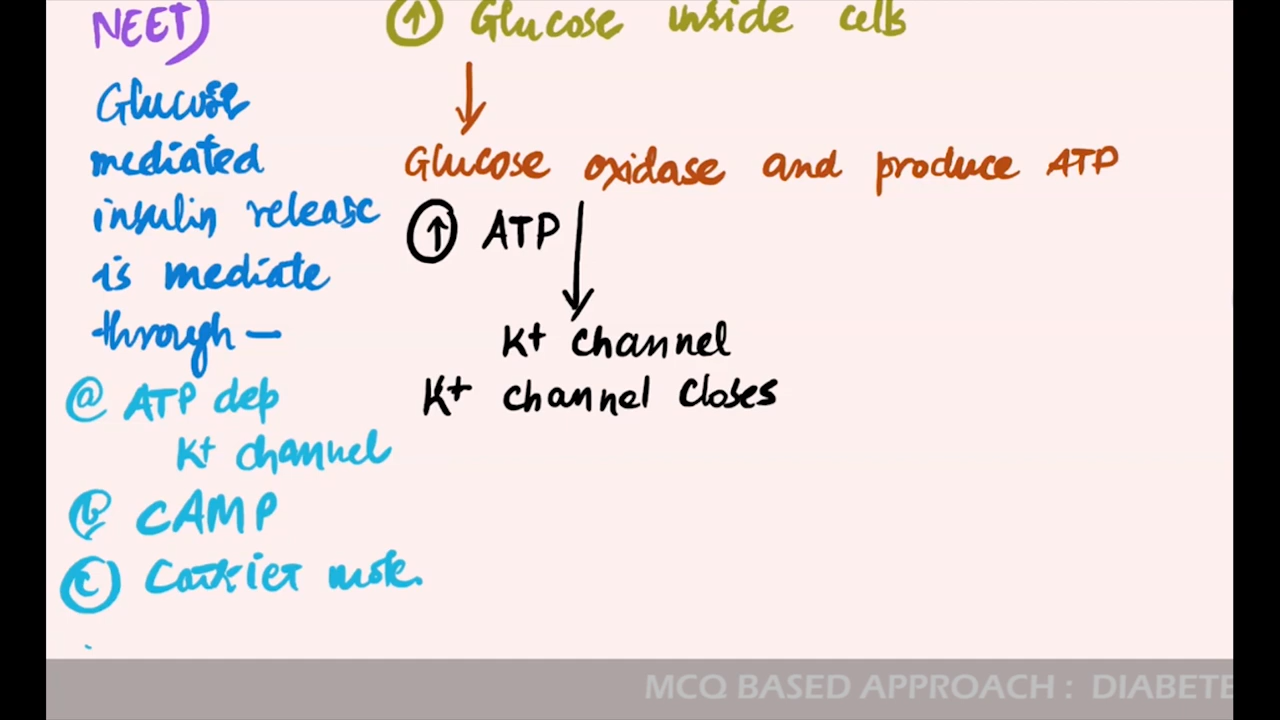 NEET)
Glucose
mediated
insulin release
is mediate
through —
ⓐ ATP dep
K+ channel
ⓑ CAMP
ⓒ Carrier mole.
↑ Glucose inside cells
↓
Glucose oxidase and produce ATP
↑ ATP ↓
K+ channel
K+ channel closes
MCQ BASED APPROACH : DIABETE